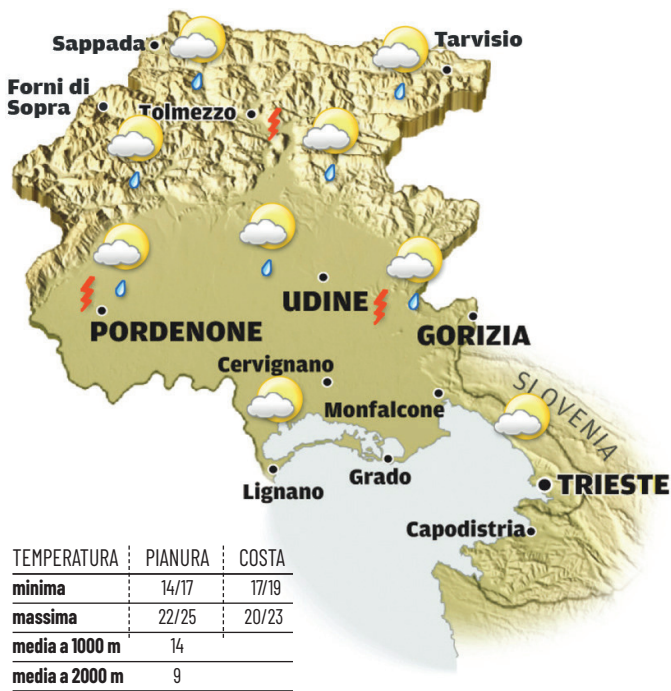 Sappada
Tarvisio
Forni di
Sopra
Tolmezzo
UDINE
PORDENONE
GORIZIA
Cervignano
SLOVENIA
Monfalcone
Grado
Lignano
TRIESTE
Capodistria
TEMPERATURA PIANURA COSTA
minima 14/17 17/19
massima 22/25 20/23
media a 1000 m 14
media a 2000 m 9